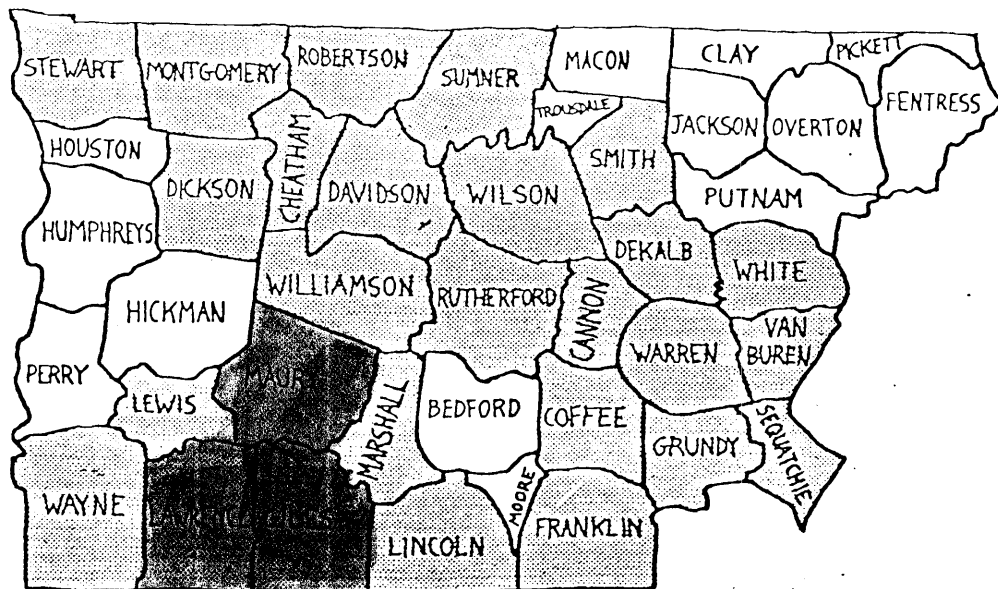 STEWART
MONTGOMERY
ROBERTSON
SUMNER
MACON
CLAY
PICKETT
TROUSDALE
FENTRESS
JACKSON
OVERTON
HOUSTON
CHEATHAM
SMITH
DICKSON
DAVIDSON
WILSON
PUTNAM
HUMPHREYS
DEKALB
WHITE
WILLIAMSON
RUTHERFORD
CANNON
HICKMAN
VAN
BUREN
WARREN
PERRY
MAURY
LEWIS
MARSHALL
BEDFORD
COFFEE
SEQUATCHIE
GRUNDY
WAYNE
MOORE
LINCOLN
FRANKLIN